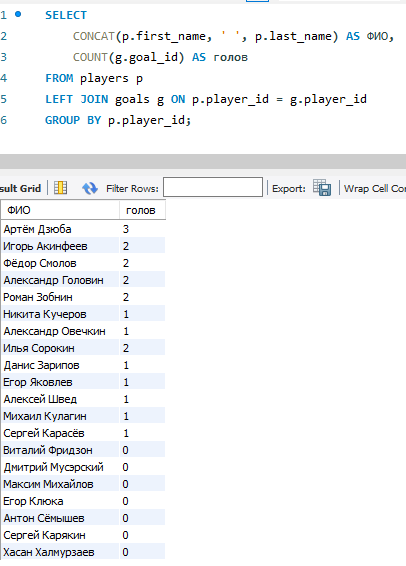 1 SELECT
2 CONCAT(p.first_name, ' ', p.last_name) AS ФИО,
3 COUNT(g.goal_id) AS голов
4 FROM players p
5 LEFT JOIN goals g ON p.player_id = g.player_id
6 GROUP BY p.player_id;
sult Grid Filter Rows: Export: Wrap Cell Cor
ФИО голов
Артём Дзюба 3
Игорь Акинфеев 2
Фёдор Смолов 2
Александр Головин 2
Роман Зобнин 2
Никита Кучеров 1
Александр Овечкин 1
Илья Сорокин 2
Данис Зарипов 1
Егор Яковлев 1
Алексей Швед 1
Михаил Кулагин 1
Сергей Карасёв 1
Виталий Фридзон 0
Дмитрий Мусэрский 0
Максим Михайлов 0
Егор Клюка 0
Антон Сёмышев 0
Сергей Карякин 0
Хасан Халмурзаев 0